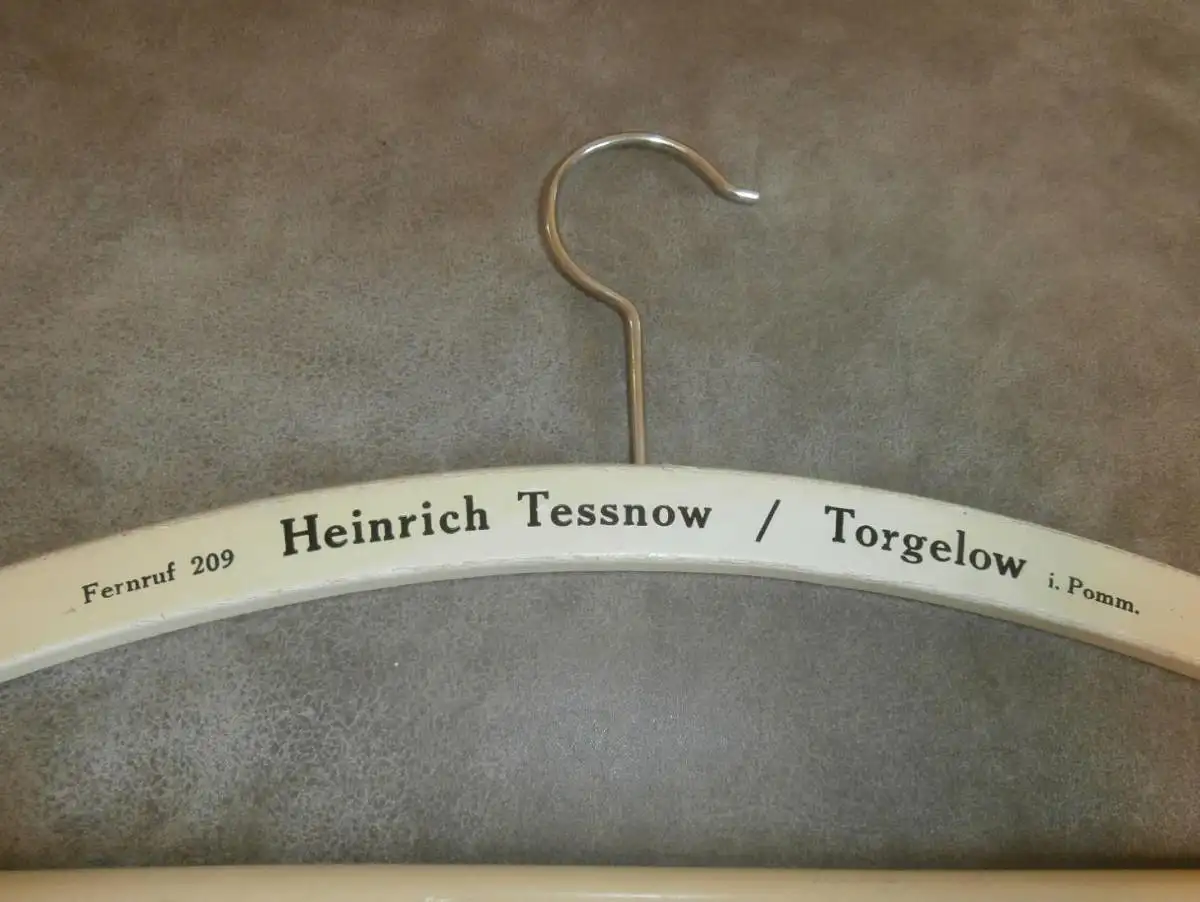 Fernruf 209 Heinrich Tessnow / Torgelow i. Pomm.